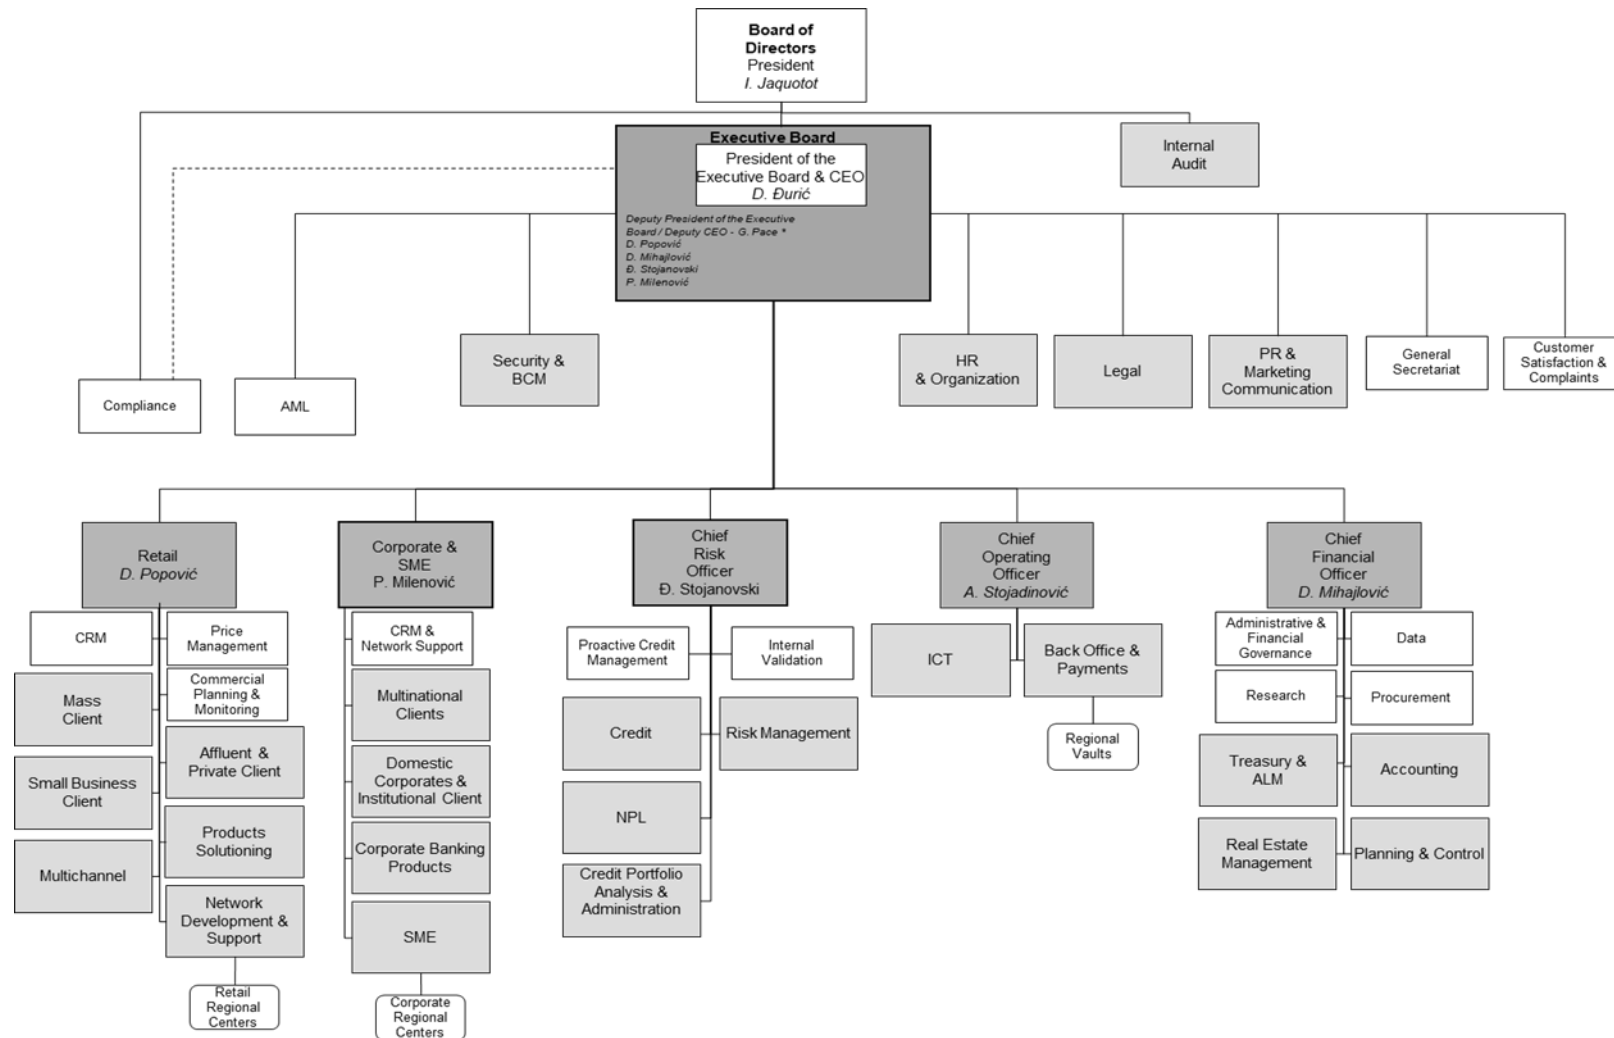 Board of
Directors
President
I. Jaquotot
Executive Board
President of the
Executive Board & CEO
D. Đurić
Deputy President of the Executive
Board / Deputy CEO - G. Pace *
D. Popović
D. Mihajlović
Đ. Stojanovski
P. Milenović
Internal
Audit
Compliance
AML
Security &
BCM
HR
& Organization
Legal
PR &
Marketing
Communication
General
Secretariat
Customer
Satisfaction &
Complaints
Retail
D. Popović
CRM
Price
Management
Mass
Client
Commercial
Planning &
Monitoring
Small Business
Client
Affluent &
Private Client
Multichannel
Products
Solutioning
Network
Development &
Support
Retail
Regional
Centers
Corporate &
SME
P. Milenović
CRM &
Network Support
Multinational
Clients
Domestic
Corporates &
Institutional Client
Corporate Banking
Products
SME
Corporate
Regional
Centers
Chief
Risk
Officer
Đ. Stojanovski
Proactive Credit
Management
Internal
Validation
Credit
Risk Management
NPL
Credit Portfolio
Analysis &
Administration
Chief
Operating
Officer
A. Stojadinović
ICT
Back Office &
Payments
Regional
Vaults
Chief
Financial
Officer
D. Mihajlović
Administrative &
Financial
Governance
Data
Research
Procurement
Treasury &
ALM
Accounting
Real Estate
Management
Planning & Control